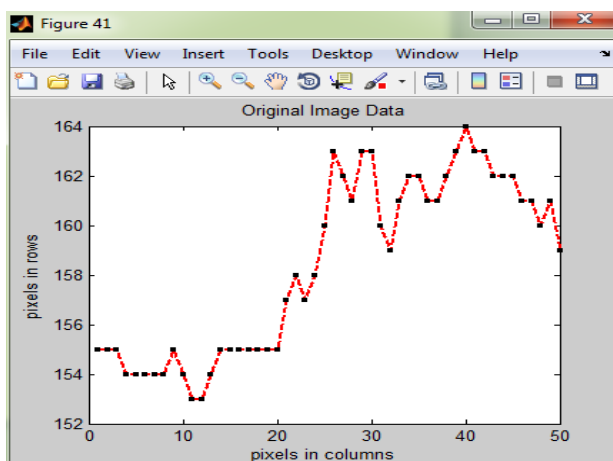 Figure 41
File Edit View Insert Tools Desktop Window Help
Original Image Data
164
162
160
158
156
154
152
pixels in rows
0 10 20 30 40 50
pixels in columns